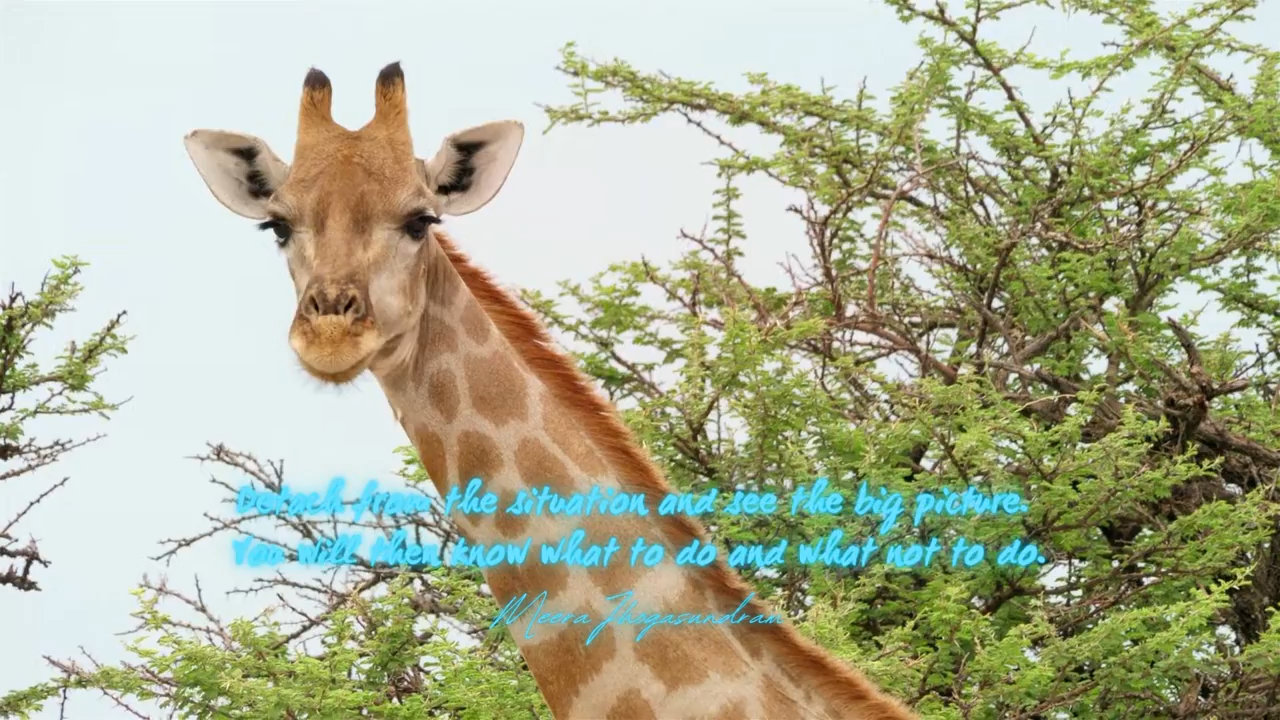 Detach from the situation and see the big picture.
You will then know what to do and what not to do.
Meera Jhogasundram